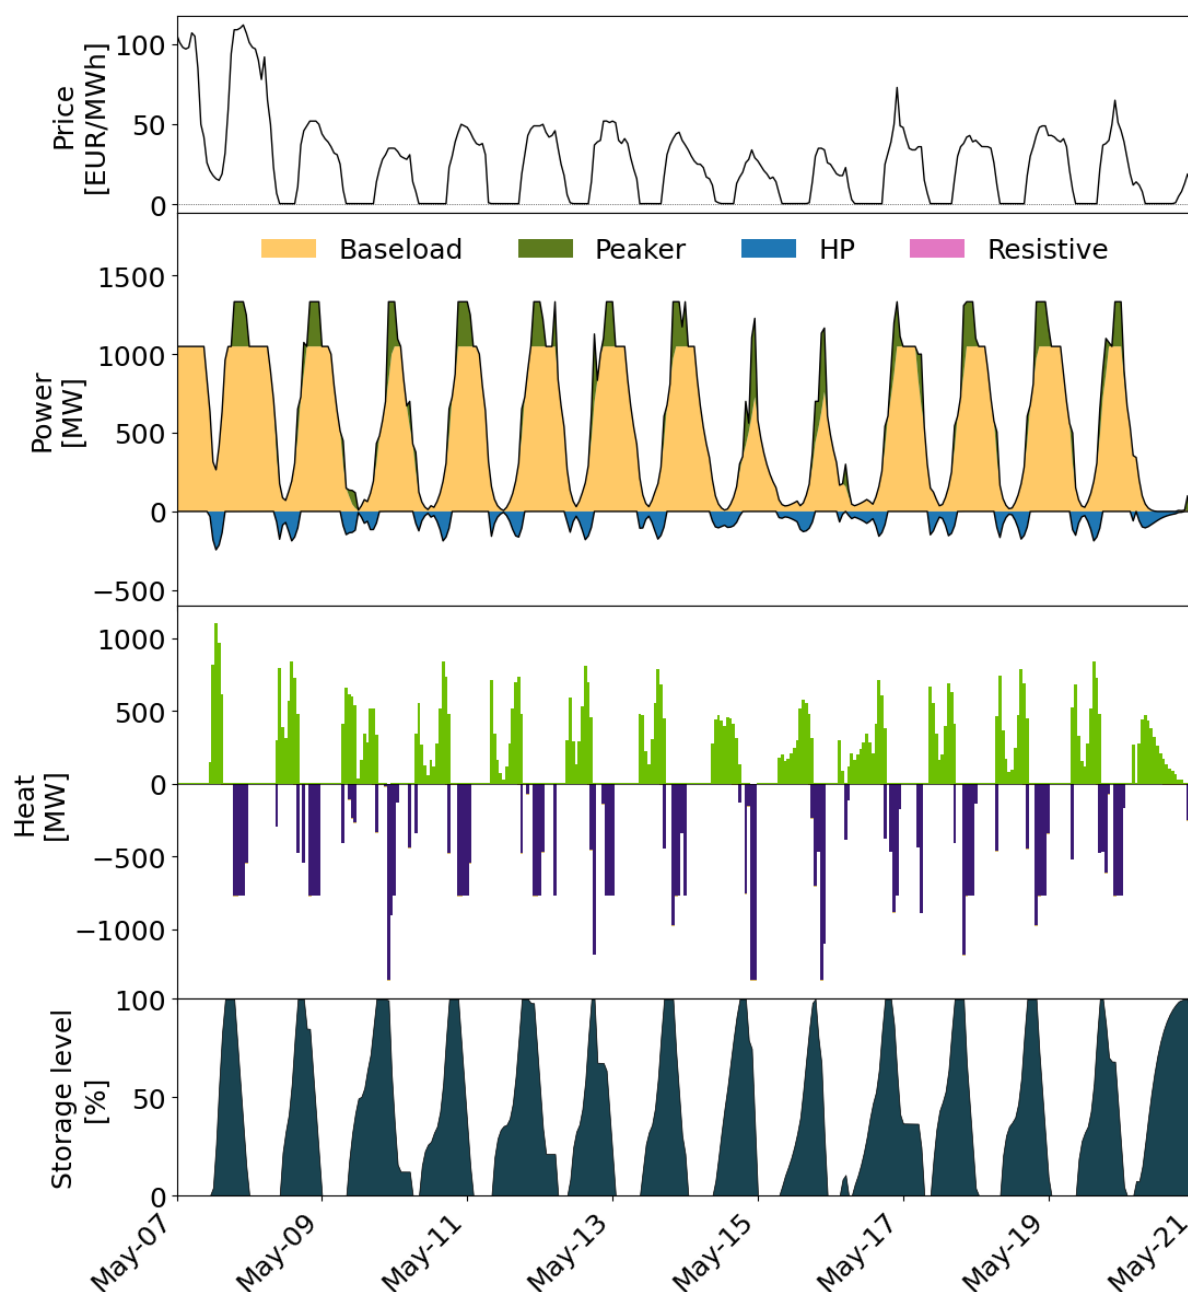 Price
[EUR/MWh]
100
50
0
Power
[MW]
Baseload Peaker HP Resistive
1500
1000
500
0
−500
Heat
[MW]
1000
500
0
−500
−1000
Storage level
[%]
100
50
0
May-07 May-09 May-11 May-13 May-15 May-17 May-19 May-21